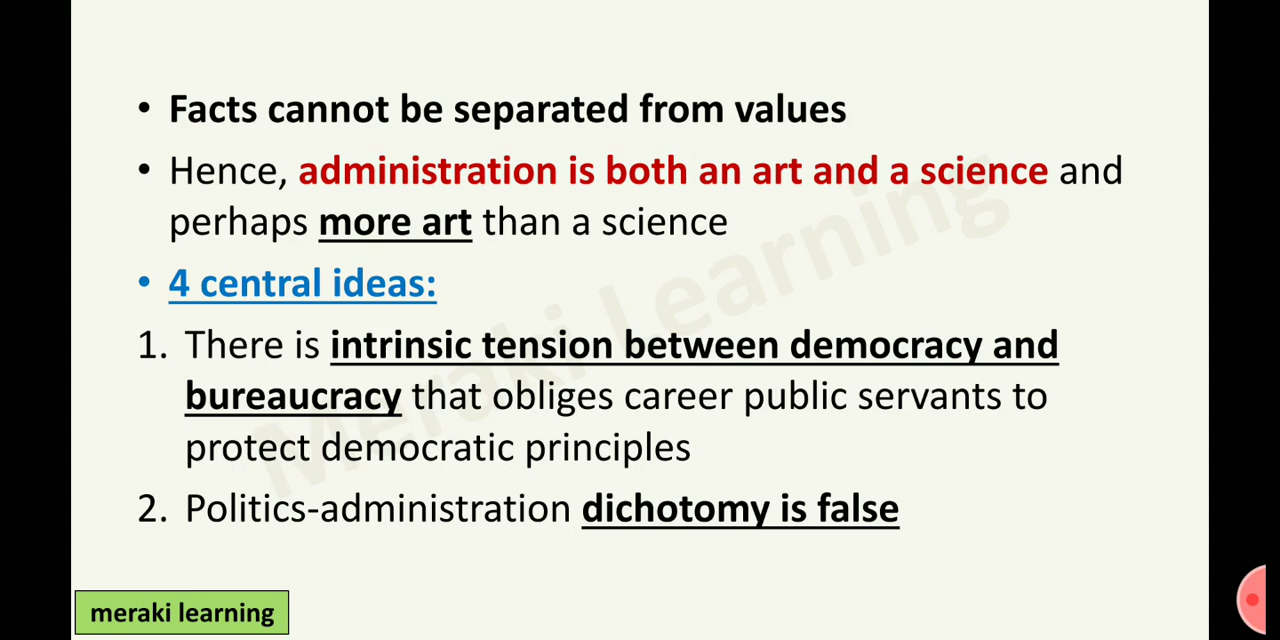 • Facts cannot be separated from values
• Hence, administration is both an art and a science and
perhaps more art than a science
• 4 central ideas:
1. There is intrinsic tension between democracy and
bureaucracy that obliges career public servants to
protect democratic principles
2. Politics-administration dichotomy is false
Meraki Learning
meraki learning